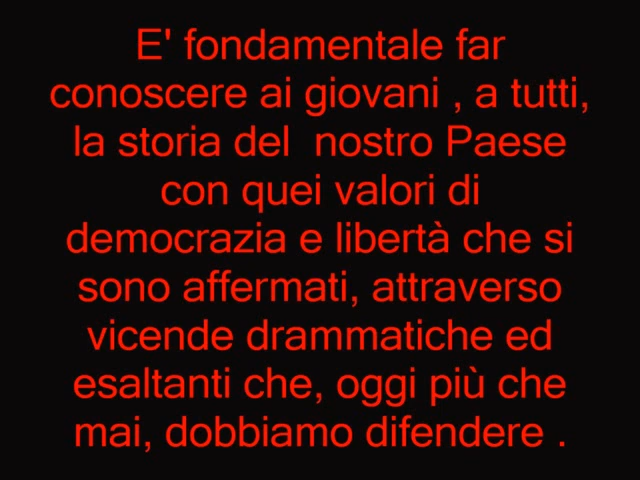 E' fondamentale far
conoscere ai giovani , a tutti,
la storia del  nostro Paese
con quei valori di
democrazia e libertà che si
sono affermati, attraverso
vicende drammatiche ed
esaltanti che, oggi più che
mai, dobbiamo difendere .